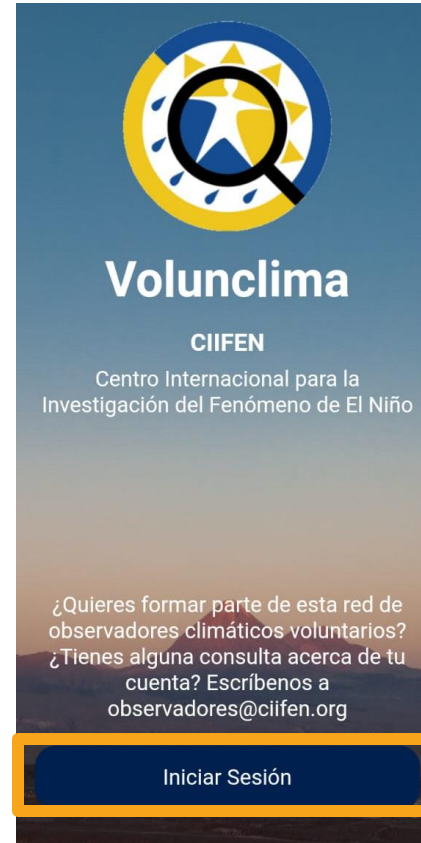 Volunclima
CIIFEN
Centro Internacional para la
Investigación del Fenómeno de El Niño
¿Quieres formar parte de esta red de
observadores climáticos voluntarios?
¿Tienes alguna consulta acerca de tu
cuenta? Escríbenos a
observadores@ciifen.org
Iniciar Sesión